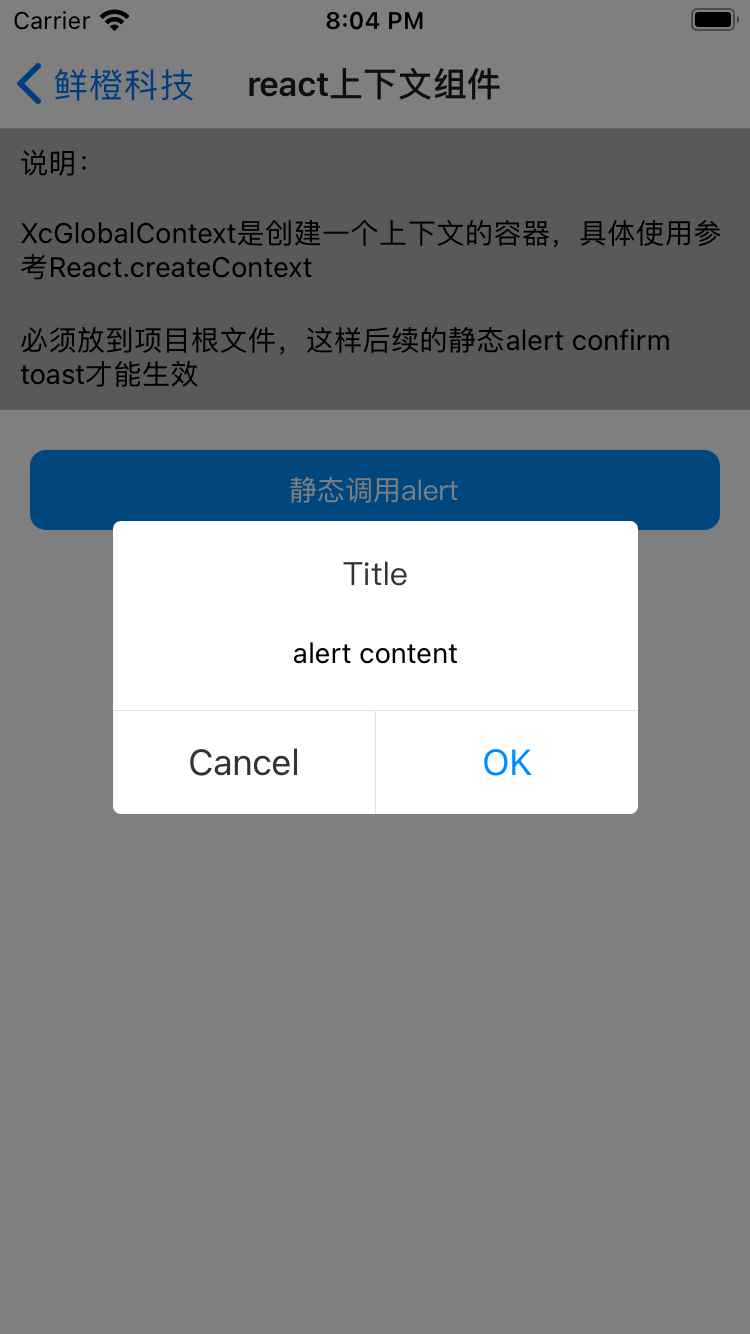 Carrier 8:04 PM
鲜橙科技 react上下文组件
说明：
XcGlobalContext是创建一个上下文的容器，具体使用参
考React.createContext
必须放到项目根文件，这样后续的静态alert confirm
toast才能生效
静态调用alert
Title
alert content
Cancel OK